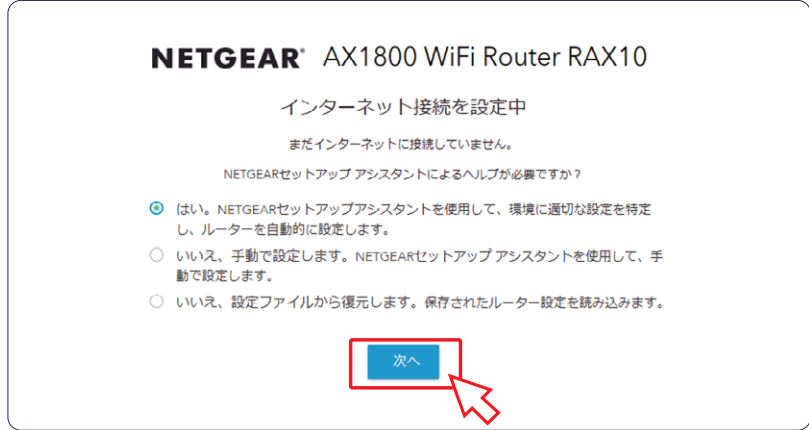 NETGEAR® AX1800 WiFi Router RAX10
インターネット接続を設定中
まだインターネットに接続していません。
NETGEARセットアップ アシスタントによるヘルプが必要ですか？
はい。NETGEARセットアップアシスタントを使用して、環境に適切な設定を特定
し、ルーターを自動的に設定します。
いいえ、手動で設定します。NETGEARセットアップ アシスタントを使用して、手
動で設定します。
いいえ、設定ファイルから復元します。保存されたルーター設定を読み込みます。
次へ